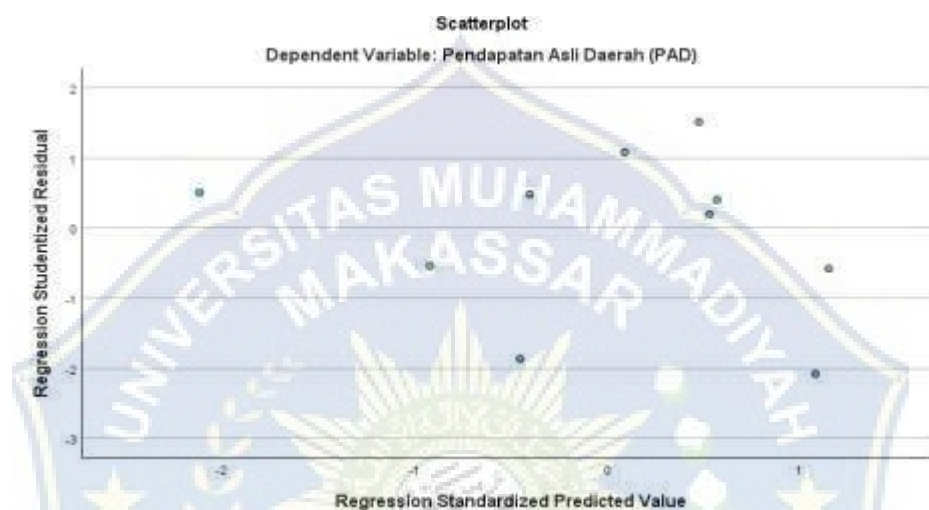 Scatterplot
Dependent Variable: Pendapatan Asli Daerah (PAD)
Regression Studentized Residual
2
1
0
-1
-2
-3
UNIVERSITAS MUHAMMADIYAH
MAKASSAR
-2
-1
0
1
Regression Standardized Predicted Value